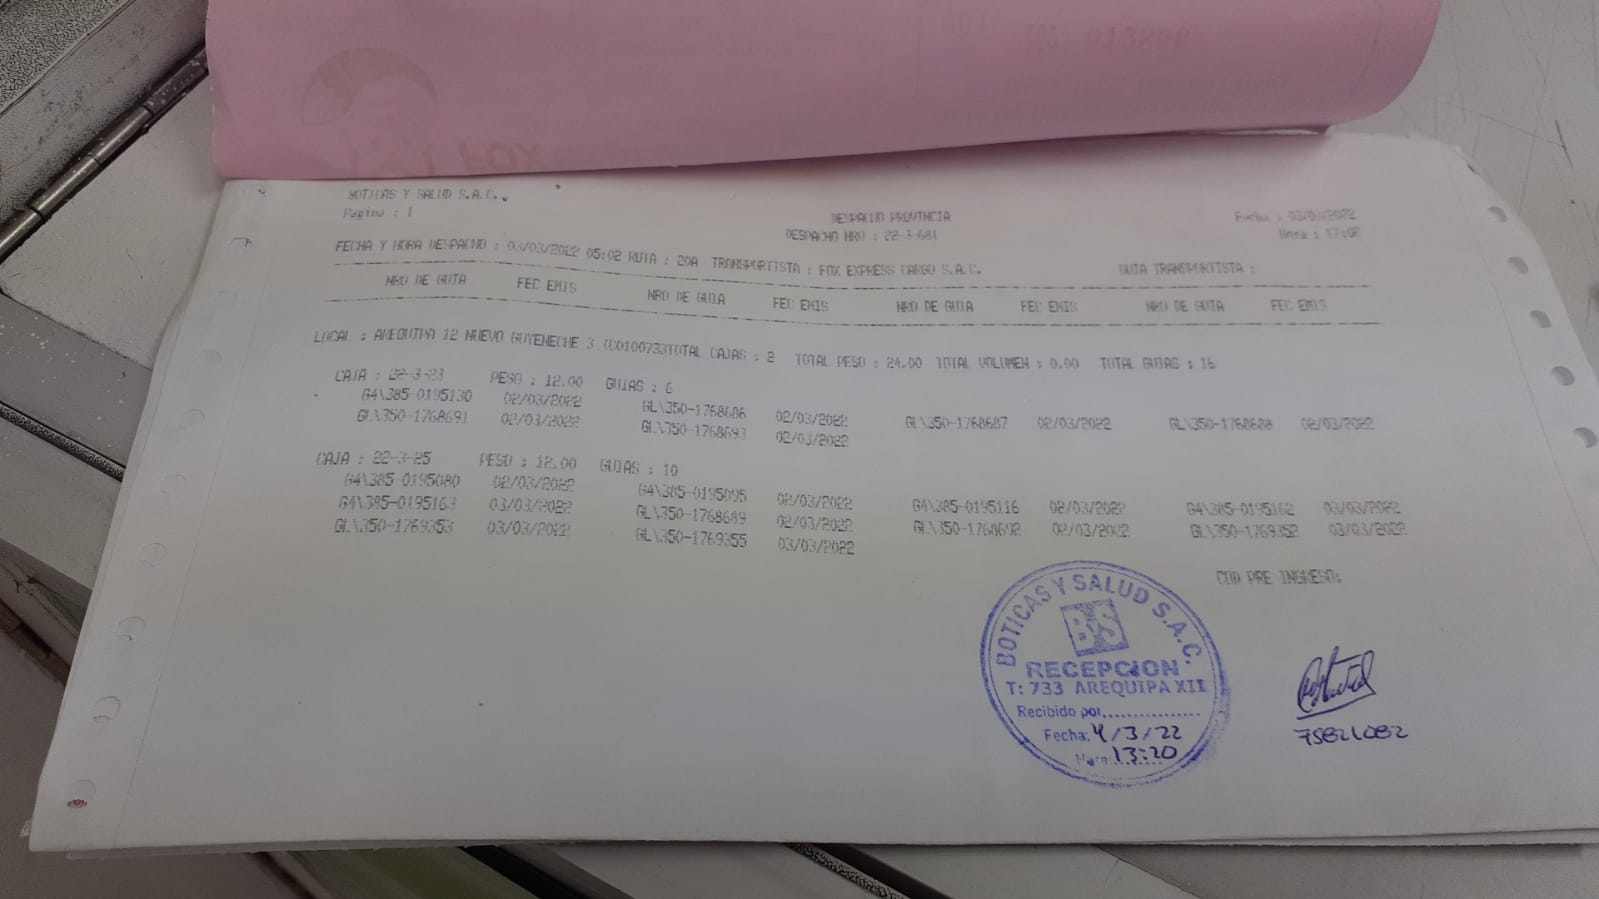 FOX
BOTICAS Y SALUD S.A.C.
Pagina : 1
DESPACHO PROVINCIA
Fecha : 03/03/2022
DESPACHO NRO : 22-3-681
Hora : 17:02
FECHA Y HORA DESPACHO : 03/03/2022 05:02 RUTA : 20A TRANSPORTISTA : FOX EXPRESS CARGO S.A.C. GUIA TRANSPORTISTA :
NRO DE GUIA FEC EMIS NRO DE GUIA FEC EMIS NRO DE GUIA FEC EMIS NRO DE GUIA FEC EMIS
LOCAL : AREQUIPA 12 NUEVO GOYENECHE 3 (CO100733TOTAL CAJAS : 2 TOTAL PESO : 24.00 TOTAL VOLUMEN : 0.00 TOTAL GUIAS : 16
CAJA : 22-3-23 PESO : 12.00 GUIAS : 6
G4\385-0195130 02/03/2022 GL\350-1768686 02/03/2022 GL\350-1768687 02/03/2022 GL\350-1768688 02/03/2022
GL\350-1768691 02/03/2022 GL\350-1768693 02/03/2022
CAJA : 22-3-25 PESO : 12.00 GUIAS : 10
G4\385-0195080 02/03/2022 G4\385-0195095 02/03/2022 G4\385-0195116 02/03/2022 G4\385-0195162 03/03/2022
G4\385-0195163 03/03/2022 GL\350-1768689 02/03/2022 GL\350-1768692 02/03/2022 GL\350-1769352 03/03/2022
GL\350-1769353 03/03/2022 GL\350-1769355 03/03/2022
COD PRE INGRESO:
BOTICAS Y SALUD S.A.C.
B&S
RECEPCION
T: 733 AREQUIPA XII
Recibido por...............
Fecha: 4/3/22
Hora: 13:20
75821082